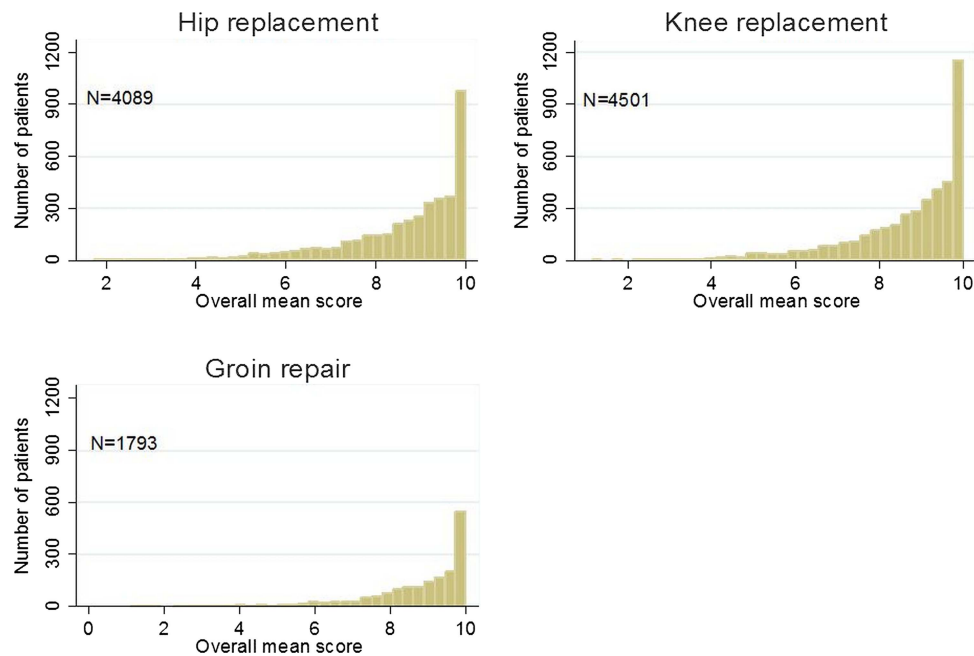 Hip replacement
Number of patients
1200
900
600
300
0
N=4089
2 4 6 8 10
Overall mean score
Knee replacement
Number of patients
1200
900
600
300
0
N=4501
2 4 6 8 10
Overall mean score
Groin repair
Number of patients
1200
900
600
300
0
N=1793
0 2 4 6 8 10
Overall mean score